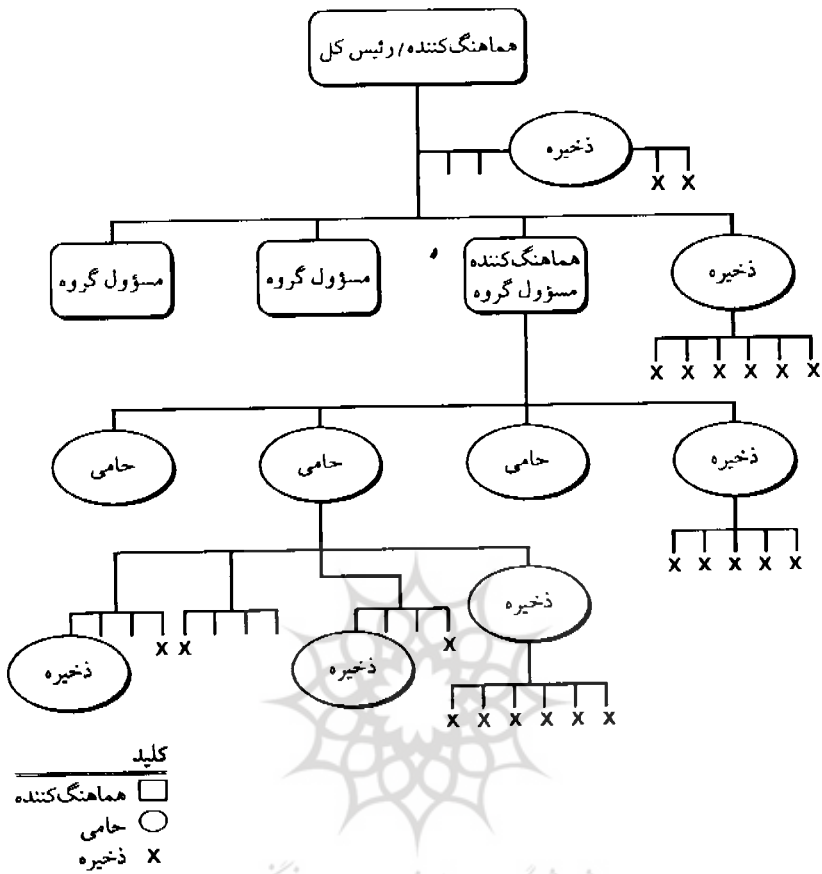 هماهنگ‌کننده / رئیس کل
ذخیره
X X
مسؤول گروه
مسؤول گروه
هماهنگ‌کننده
مسؤول گروه
ذخیره
X X X X X X
حامی
حامی
حامی
ذخیره
X X X X X
ذخیره
X X
X
ذخیره
ذخیره
X X X X X X
کلید
هماهنگ‌کننده
حامی
X ذخیره